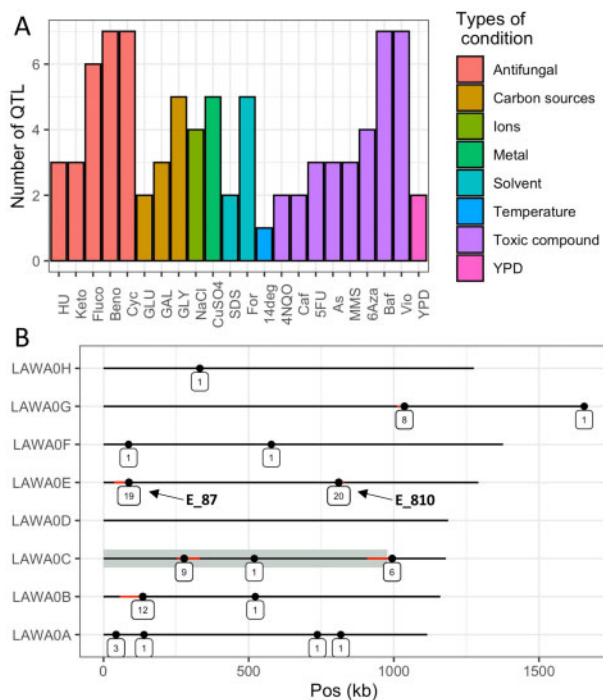 A
Number of QTL
6
4
2
0
HU
Keto
Fluco
Beno
Cyc
GLU
GAL
GLY
NaCl
CuSO4
SDS
For
14deg
4NQO
Caf
5FU
As
MMS
6Aza
Baf
Vio
YPD
Types of
condition
Antifungal
Carbon sources
Ions
Metal
Solvent
Temperature
Toxic compound
YPD
B
LAWA0H
1
LAWA0G
8
1
LAWA0F
1
1
LAWA0E
19
E_87
20
E_810
LAWA0D
LAWA0C
9
1
6
LAWA0B
12
1
LAWA0A
3
1
1
1
0
500
1000
1500
Pos (kb)